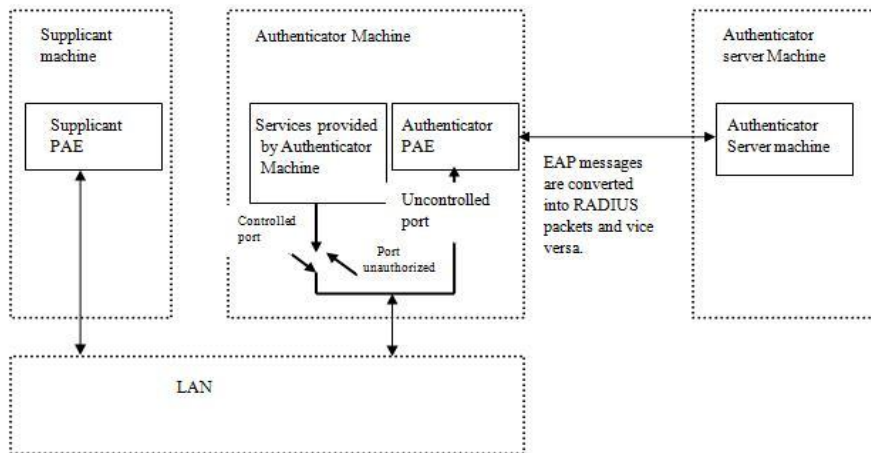 Supplicant
machine
Authenticator Machine
Authenticator
server Machine
Supplicant
PAE
Services provided
by Authenticator
Machine
Authenticator
PAE
Authenticator
Server machine
EAP messages
are converted
into RADIUS
packets and vice
versa.
Uncontrolled
port
Controlled
port
Port
unauthorized
LAN